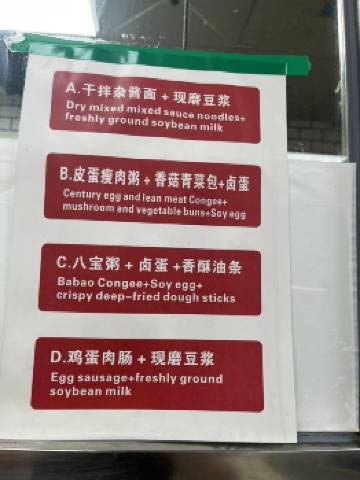 A.干拌杂酱面 + 现磨豆浆
Dry mixed mixed sauce noodles+
freshly ground soybean milk
B.皮蛋瘦肉粥 + 香菇青菜包+卤蛋
Century egg and lean meat Congee+
mushroom and vegetable buns+Soy egg
C.八宝粥 + 卤蛋 +香酥油条
Babao Congee+Soy egg+
crispy deep-fried dough sticks
D.鸡蛋肉肠 + 现磨豆浆
Egg sausage+freshly ground
soybean milk